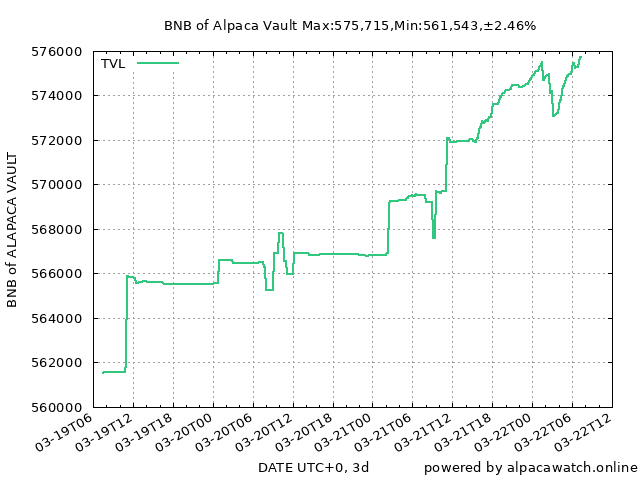 BNB of Alpaca Vault Max:575,715,Min:561,543,±2.46%
TVL
BNB of ALAPACA VAULT
576000
574000
572000
570000
568000
566000
564000
562000
560000
03-19T06
03-19T12
03-19T18
03-20T00
03-20T06
03-20T12
03-20T18
03-21T00
03-21T06
03-21T12
03-21T18
03-22T00
03-22T06
03-22T12
DATE UTC+0, 3d
powered by alpacawatch.online